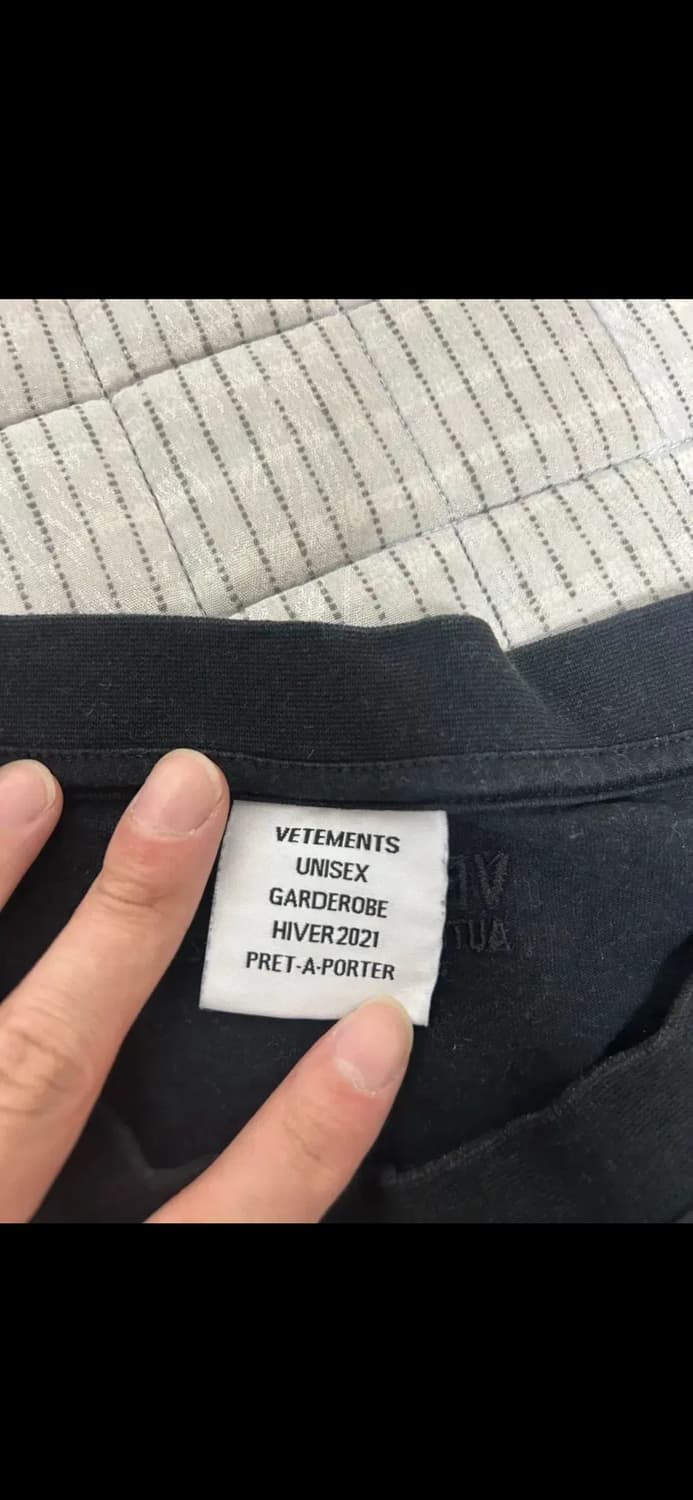 VETEMENTS
UNISEX
GARDEROBE
HIVER 2021
PRET-A-PORTER